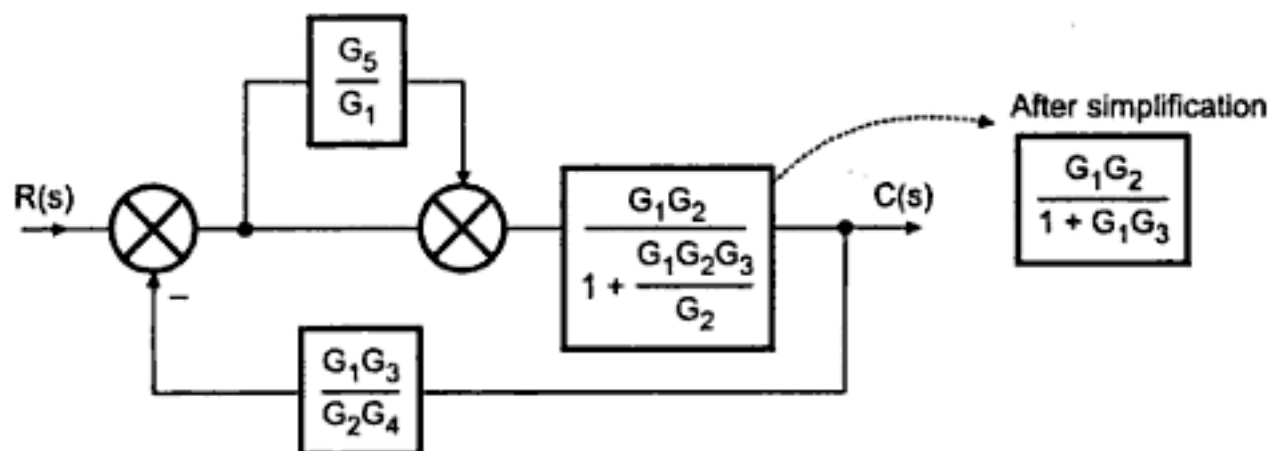 G₅
G₁
After simplification
R(s)
G₁G₂
1 + G₁G₂G₃
G₂
C(s)
G₁G₂
1 + G₁G₃
–
G₁G₃
G₂G₄